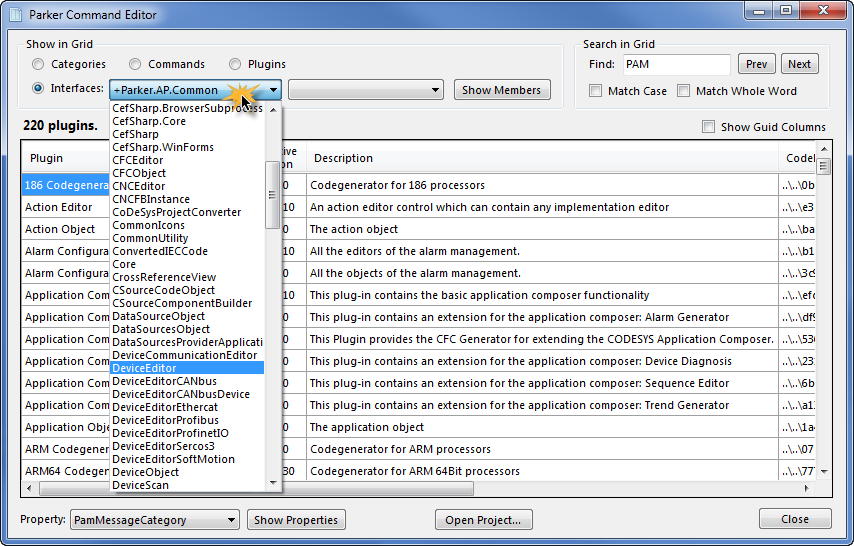 Parker Command Editor
Show in Grid
Categories Commands Plugins
Interfaces: +Parker.AP.Common Show Members
Search in Grid
Find: PAM Prev Next
Match Case Match Whole Word
220 plugins.
Show Guid Columns
CefSharp.BrowserSubprocess
CefSharp.Core
CefSharp
CefSharp.WinForms
CFCEditor
CFCObject
CNCEditor
CNCFBInstance
CoDeSysProjectConverter
CommonIcons
CommonUtility
ConvertedIECCode
Core
CrossReferenceView
CSourceCodeObject
CSourceComponentBuilder
DataSourceObject
DataSourcesObject
DataSourcesProviderApplicati
DeviceCommunicationEditor
DeviceEditor
DeviceEditorCANbus
DeviceEditorCANbusDevice
DeviceEditorEthercat
DeviceEditorProfibus
DeviceEditorProfinetIO
DeviceEditorSercos3
DeviceEditorSoftMotion
DeviceObject
DeviceScan
Plugin Description
186 Codegenera 0 Codegenerator for 186 processors ..\..\0b
Action Editor 10 An action editor control which can contain any implementation editor ..\..\e3
Action Object 0 The action object ..\..\ba
Alarm Configura 10 All the editors of the alarm management. ..\..\b1
Alarm Configura 0 All the objects of the alarm management. ..\..\3c9
Application Com 10 This plug-in contains the basic application composer functionality ..\..\efc
Application Com 0 This plug-in contains an extension for the application composer: Alarm Generator ..\..\df9
Application Com 0 This Plugin provides the CFC Generator for extending the CODESYS Application Composer. ..\..\536
Application Com 0 This plug-in contains an extension for the application composer: Device Diagnosis ..\..\23
Application Com 0 This plug-in contains an extension for the application composer: Sequence Editor ..\..\6b
Application Com 0 This plug-in contains an extension for the application composer: Trend Generator ..\..\a1
Application Obje 0 The application object ..\..\1a4
ARM Codegener 0 Codegenerator for ARM processors ..\..\07
ARM64 Codegen 30 Codegenerator for ARM 64Bit processors ..\..\77
Property: PamMessageCategory Show Properties Open Project... Close